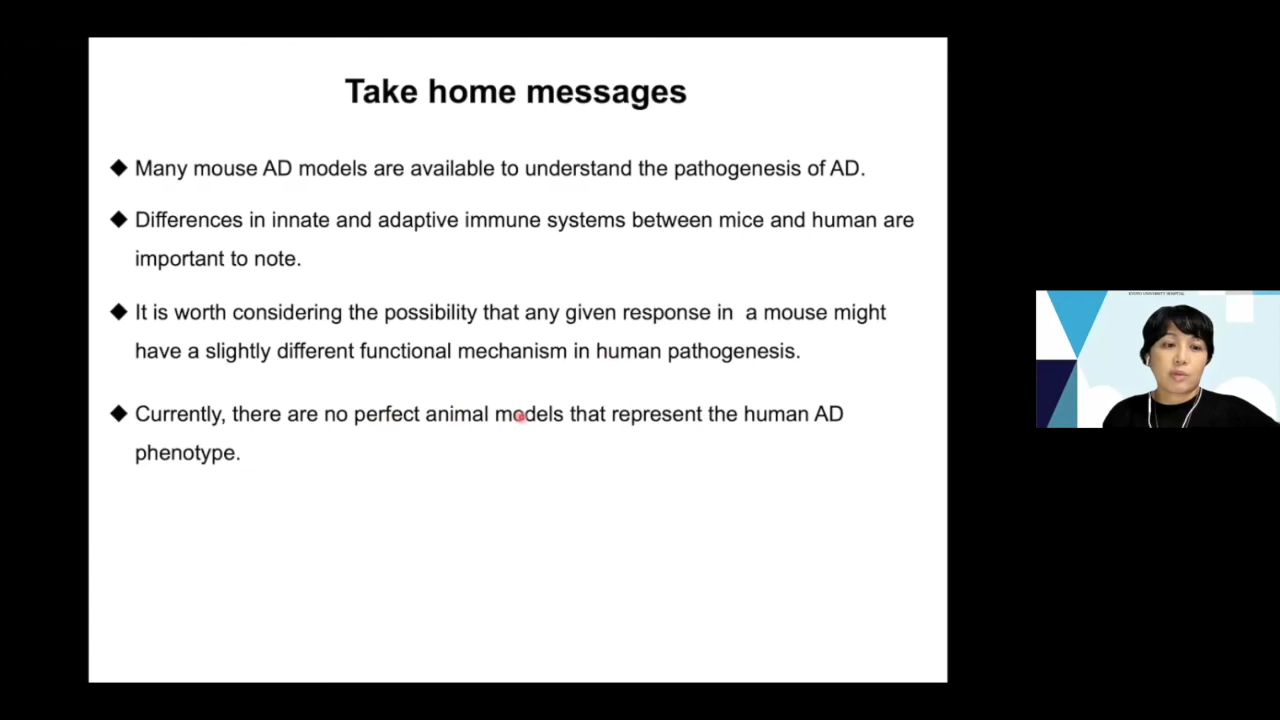 Take home messages
◆ Many mouse AD models are available to understand the pathogenesis of AD.
◆ Differences in innate and adaptive immune systems between mice and human are
important to note.
◆ It is worth considering the possibility that any given response in  a mouse might
have a slightly different functional mechanism in human pathogenesis.
◆ Currently, there are no perfect animal models that represent the human AD
phenotype.
KYOTO UNIVERSITY HOSPITAL